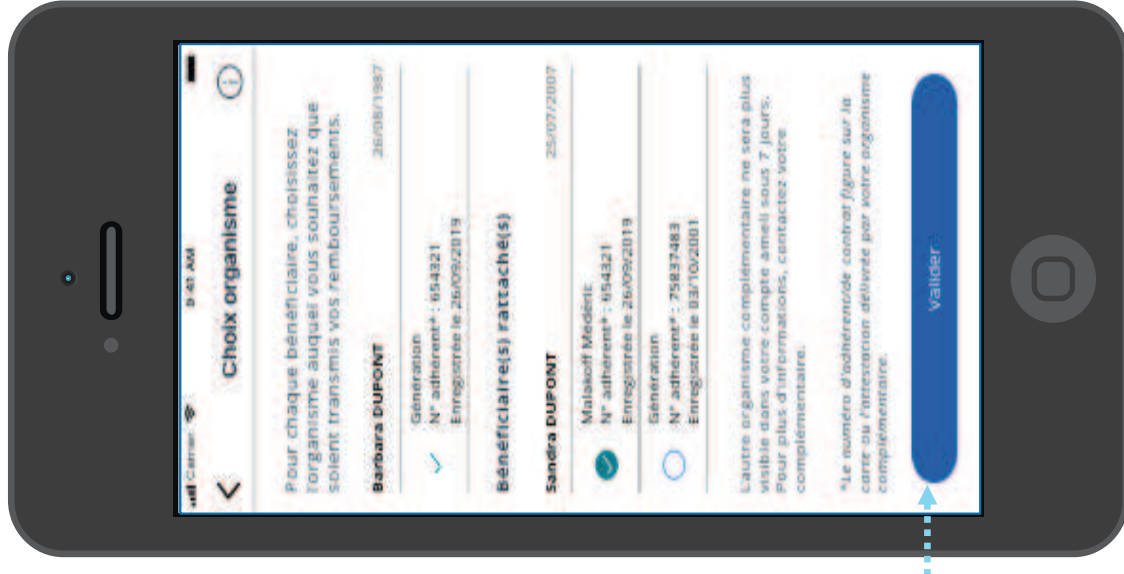 Carrier 9:41 AM
Choix organisme
Pour chaque bénéficiaire, choisissez
l'organisme auquel vous souhaitez que
soient transmis vos remboursements.
Barbara DUPONT 26/08/1987
Génération
N° adhérent* : 654321
Enregistrée le 26/09/2019
Bénéficiaire(s) rattaché(s)
Sandra DUPONT 25/07/2007
Malakoff Médéric
N° adhérent* : 654321
Enregistrée le 26/09/2019
Génération
N° adhérent* : 75837483
Enregistrée le 03/10/2001
L'autre organisme complémentaire ne sera plus
visible dans votre compte ameli sous 7 jours.
Pour plus d'informations, contactez votre
complémentaire.
*Le numéro d'adhérent/de contrat figure sur la
carte ou l'attestation délivrée par votre organisme
complémentaire.
Valider